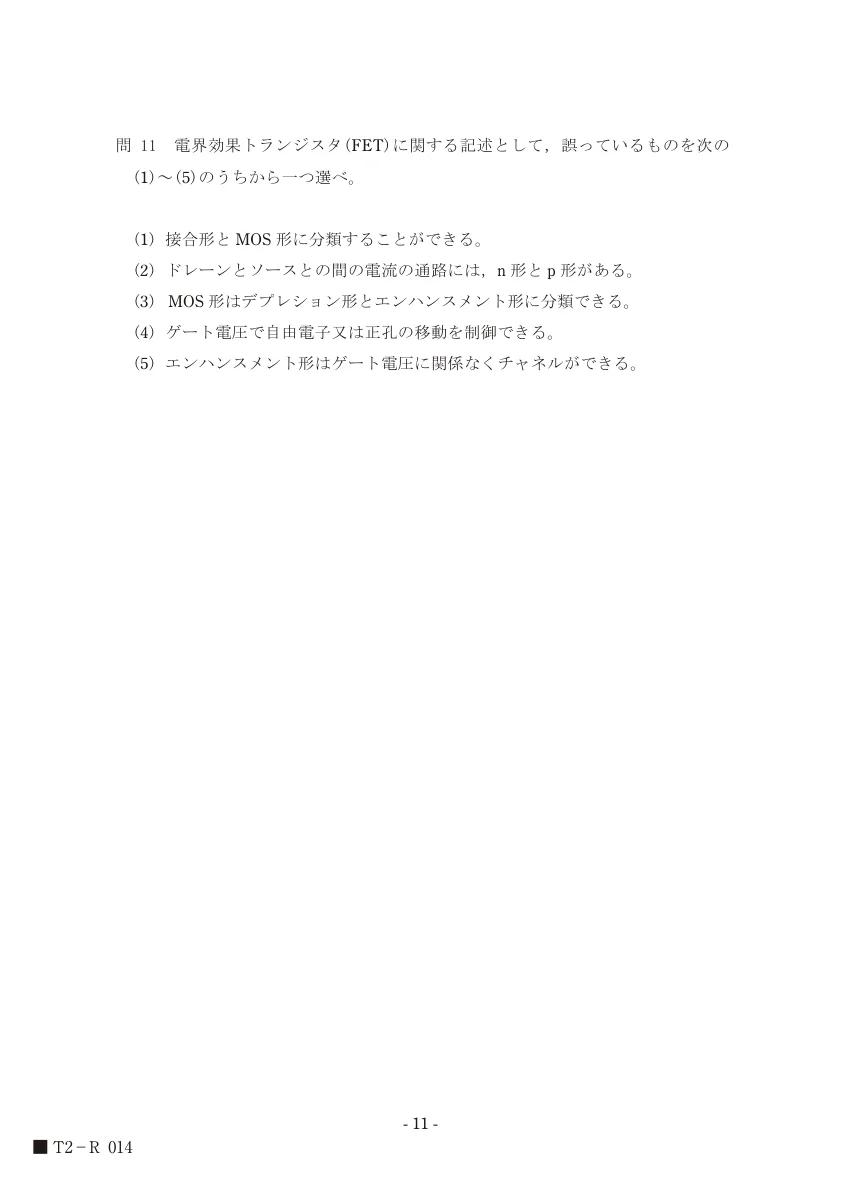 問 11 電界効果トランジスタ(FET)に関する記述として，誤っているものを次の
(1)～(5)のうちから一つ選べ。
(1) 接合形と MOS 形に分類することができる。
(2) ドレーンとソースとの間の電流の通路には，n 形と p 形がある。
(3) MOS 形はデプレション形とエンハンスメント形に分類できる。
(4) ゲート電圧で自由電子又は正孔の移動を制御できる。
(5) エンハンスメント形はゲート電圧に関係なくチャネルができる。
- 11 -
■ T2－R 014